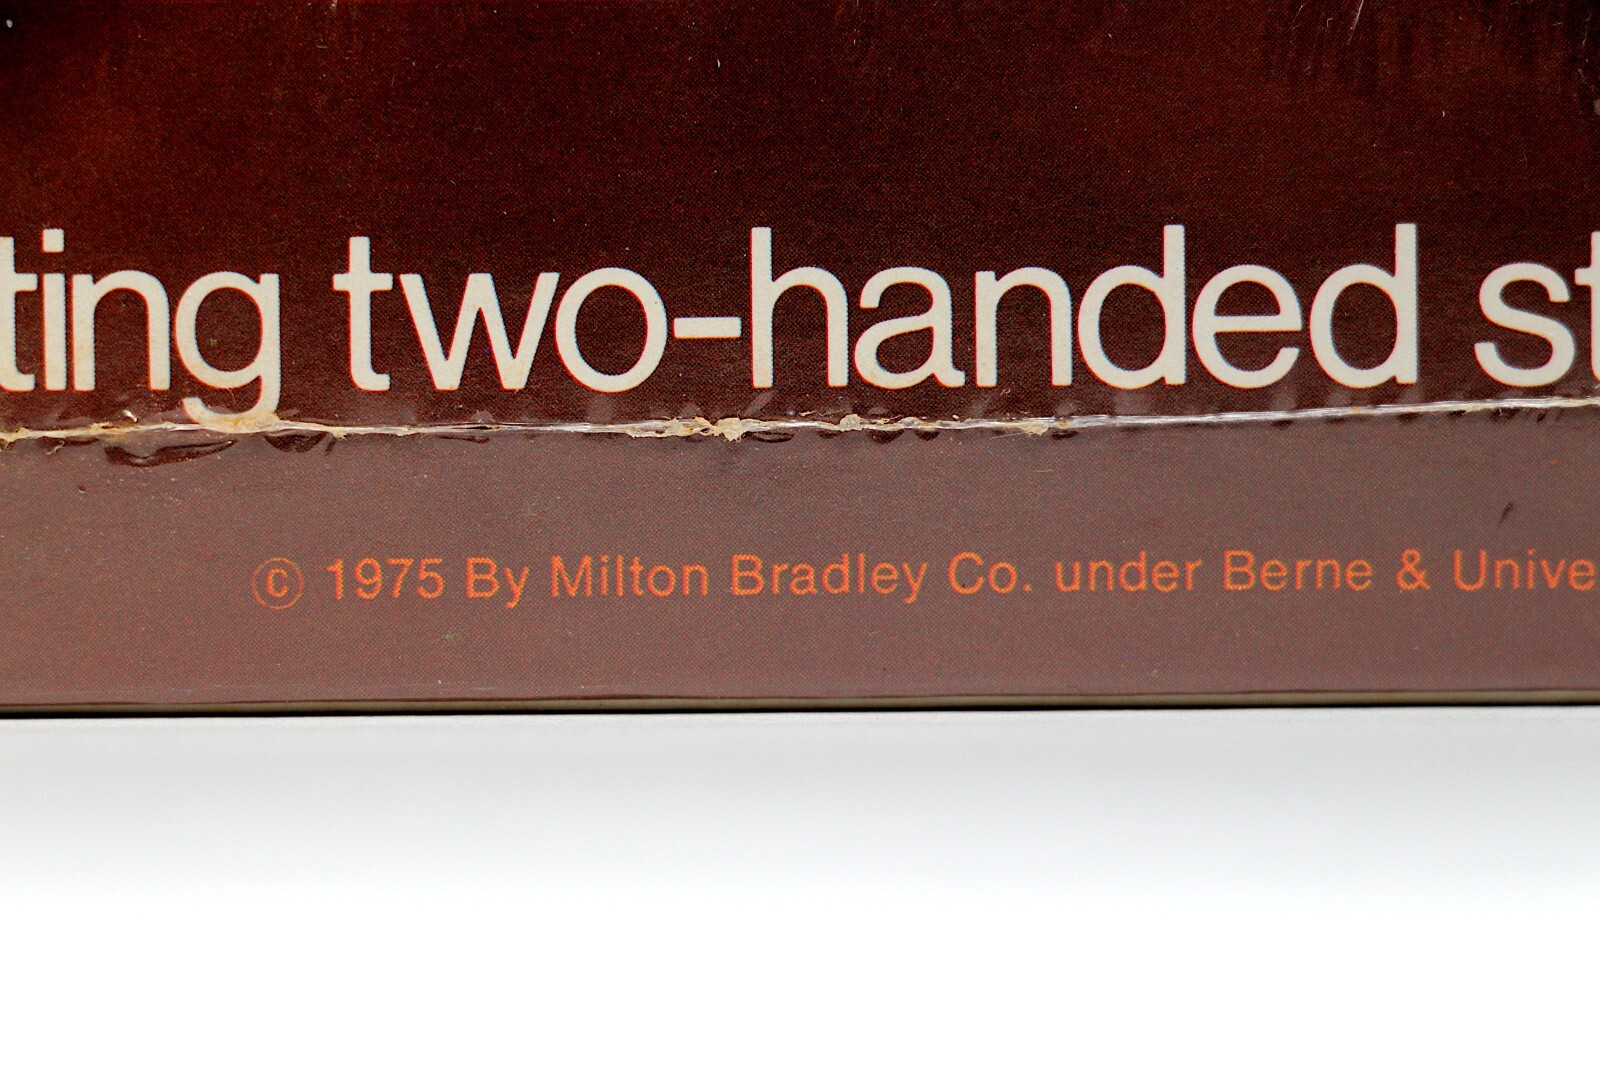 ting two-handed st
© 1975 By Milton Bradley Co. under Berne & Unive